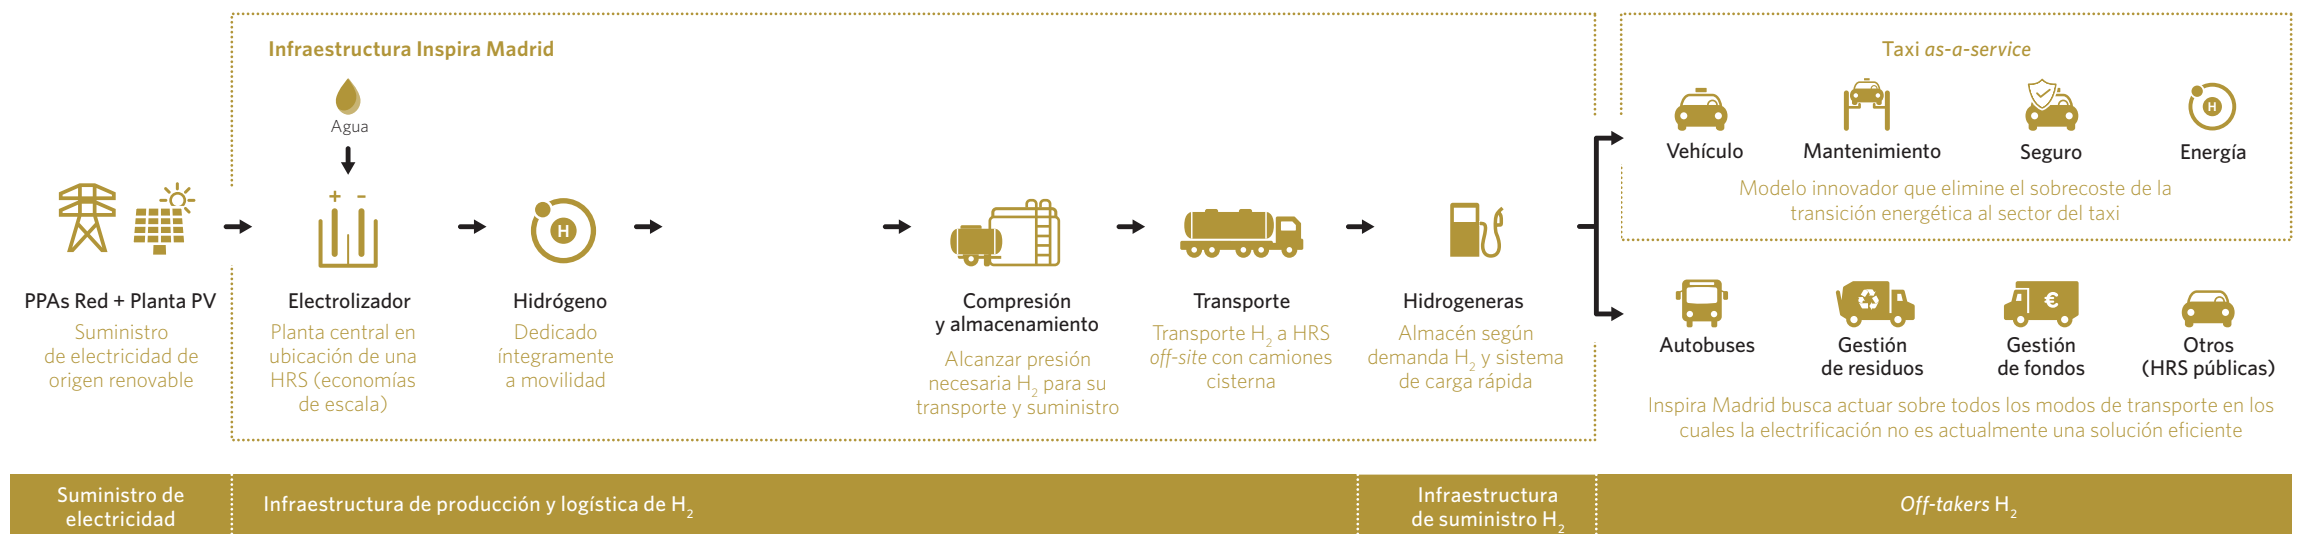 Infraestructura Inspira Madrid
Agua
+ -
PPAs Red + Planta PV
Suministro
de electricidad de
origen renovable
Electrolizador
Planta central en
ubicación de una
HRS (economías
de escala)
H
Hidrógeno
Dedicado
íntegramente
a movilidad
Compresión
y almacenamiento
Alcanzar presión
necesaria H2 para su
transporte y suministro
Transporte
Transporte H2 a HRS
off-site con camiones
cisterna
Hidrogeneras
Almacén según
demanda H2 y sistema
de carga rápida
Taxi as-a-service
Vehículo
Mantenimiento
Seguro
H
Energía
Modelo innovador que elimine el sobrecoste de la
transición energética al sector del taxi
Autobuses
Gestión
de residuos
€
Gestión
de fondos
Otros
(HRS públicas)
Inspira Madrid busca actuar sobre todos los modos de transporte en los
cuales la electrificación no es actualmente una solución eficiente
Suministro de
electricidad
Infraestructura de producción y logística de H2
Infraestructura
de suministro H2
Off-takers H2